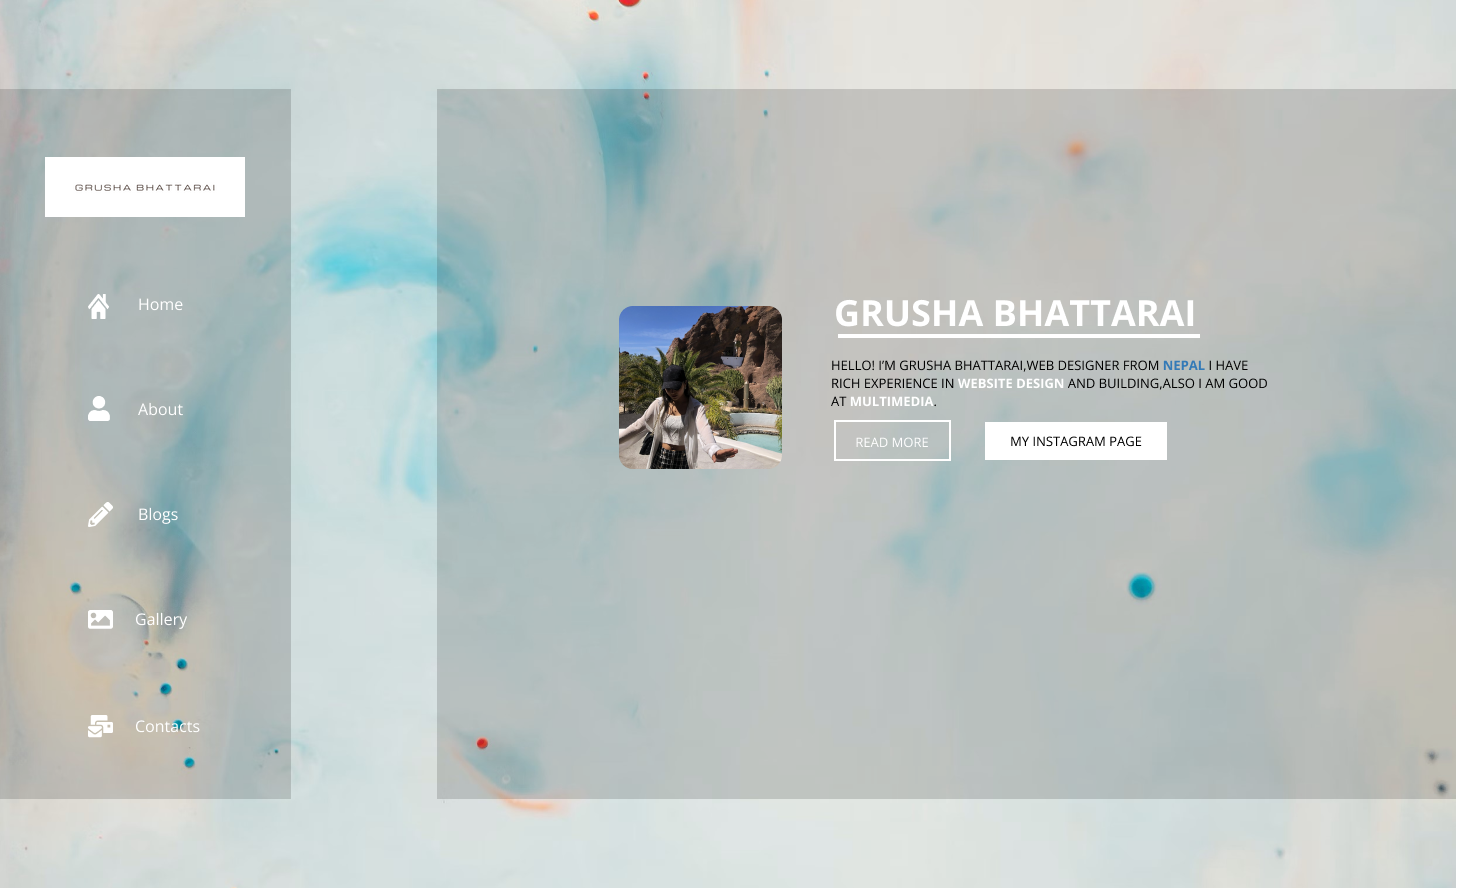 GRUSHA BHATTARAI
Home
About
Blogs
Gallery
Contacts
GRUSHA BHATTARAI
HELLO! I'M GRUSHA BHATTARAI,WEB DESIGNER FROM NEPAL I HAVE
RICH EXPERIENCE IN WEBSITE DESIGN AND BUILDING,ALSO I AM GOOD
AT MULTIMEDIA.
READ MORE
MY INSTAGRAM PAGE